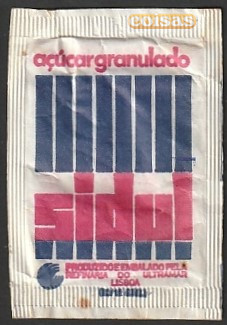 coisas
açúcar granulado
sidul
PRODUZIDO E EMBALADO PELA
REFINARIA DO ULTRAMAR
LISBOA